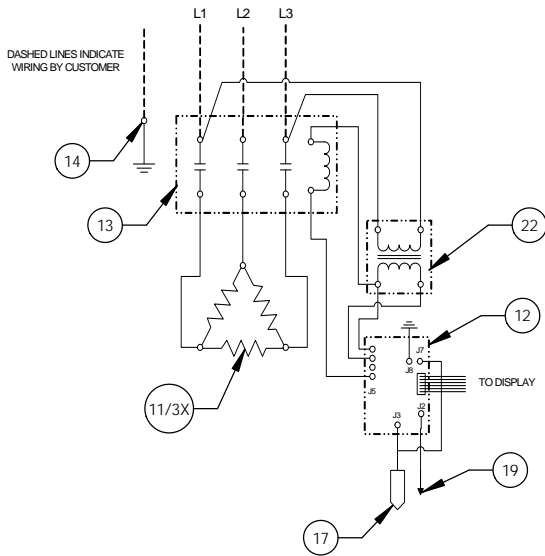 L1
L2
L3
DASHED LINES INDICATE
WIRING BY CUSTOMER
14
13
22
12
J7
J8
J5
TO DISPLAY
J2
J3
11/3X
19
17